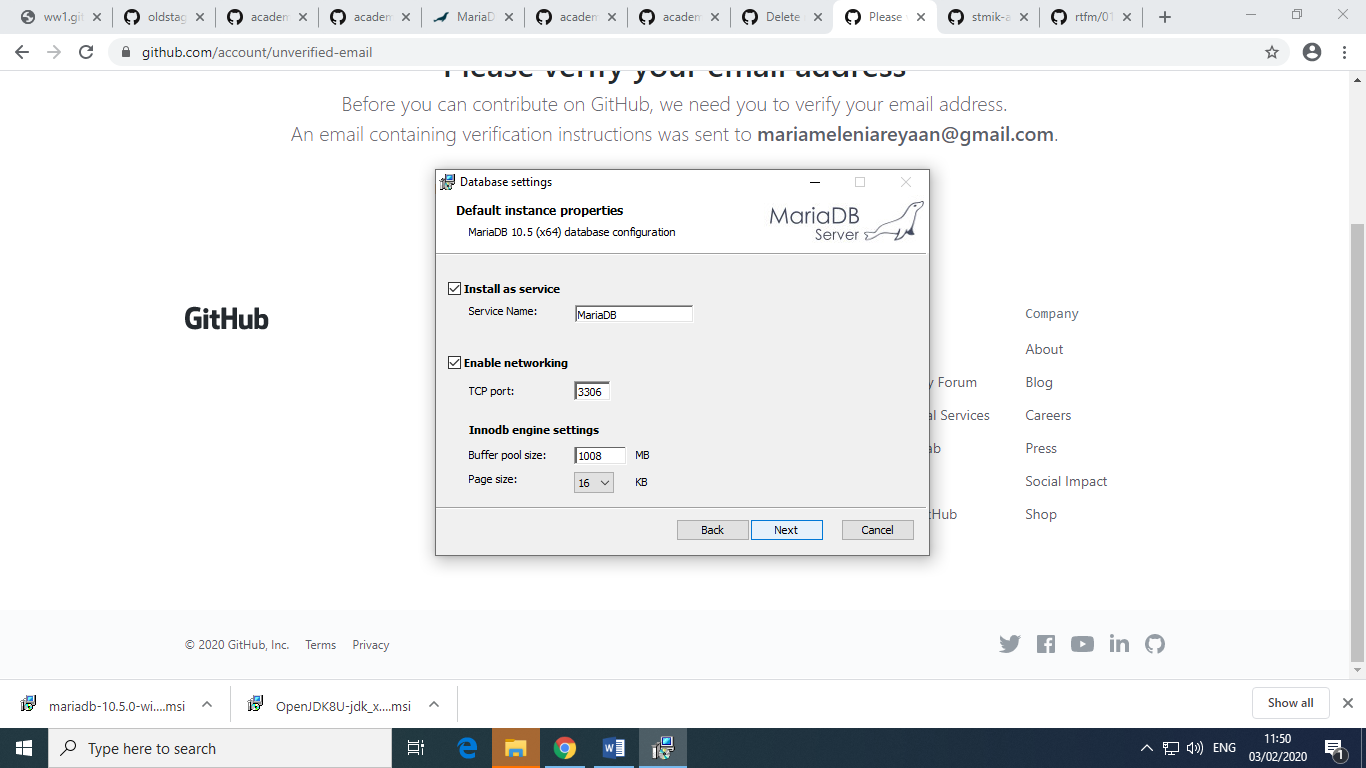 ww1.git
oldstag
academ
academ
MariaD
academ
academ
Delete
Please
stmik-a
rtfm/01
github.com/account/unverified-email
Please verify your email address
Before you can contribute on GitHub, we need you to verify your email address.
An email containing verification instructions was sent to mariameleniareyaan@gmail.com.
Database settings
Default instance properties
MariaDB 10.5 (x64) database configuration
MariaDB
Server
Install as service
Service Name:
MariaDB
Enable networking
TCP port:
3306
Innodb engine settings
Buffer pool size:
1008
MB
Page size:
16
KB
Back
Next
Cancel
GitHub
y Forum
al Services
ab
tHub
Company
About
Blog
Careers
Press
Social Impact
Shop
© 2020 GitHub, Inc.
Terms
Privacy
mariadb-10.5.0-wi....msi
OpenJDK8U-jdk_x....msi
Show all
Type here to search
ENG
11:50
03/02/2020
1